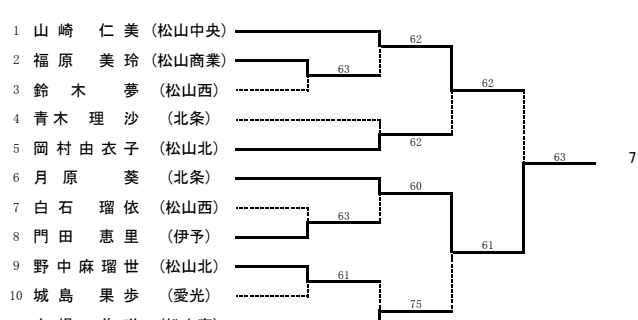 1 山崎 仁美 （松山中央）
62
2 福原 美玲 （松山商業）
63
3 鈴木 夢 （松山西）
62
4 青木 理沙 （北条）
62
5 岡村由衣子 （松山北）
63
7
6 月原 葵 （北条）
60
7 白石 瑠依 （松山西）
63
8 門田 恵里 （伊予）
61
9 野中麻瑠世 （松山北）
61
10 城島 果歩 （愛光）
75